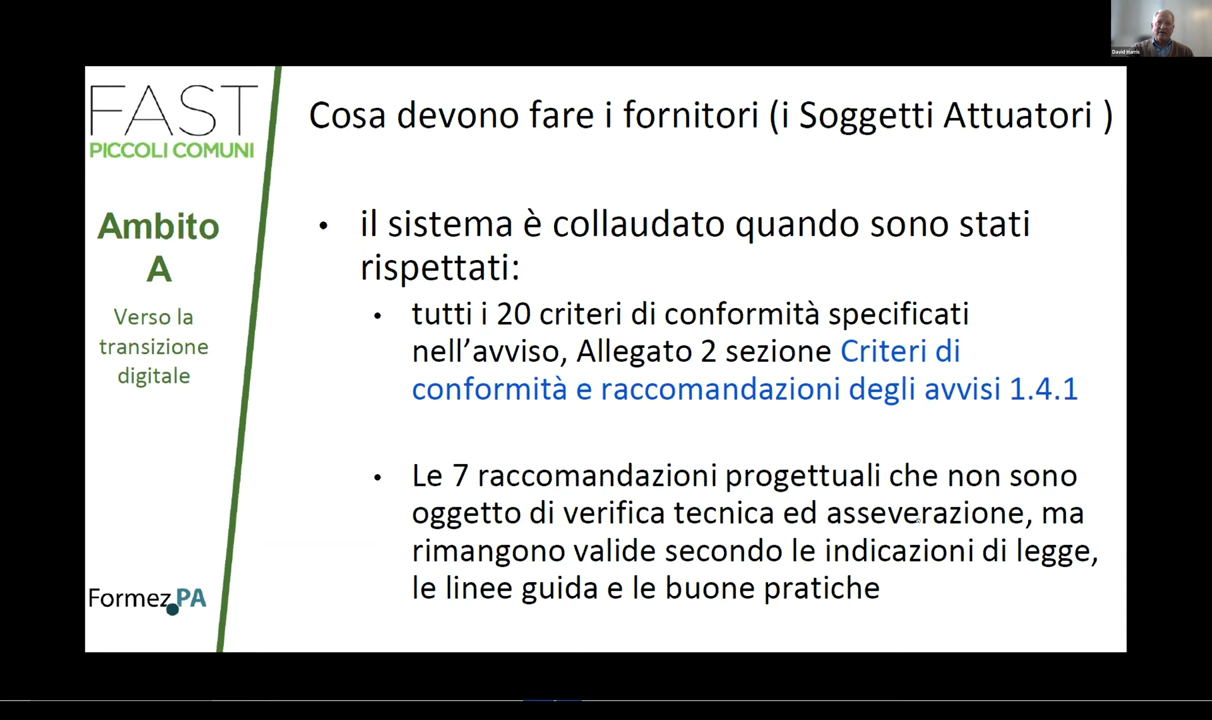 David Harris
FAST
PICCOLI COMUNI
Ambito
A
Verso la
transizione
digitale
Formez.PA
Cosa devono fare i fornitori (i Soggetti Attuatori )
• il sistema è collaudato quando sono stati
rispettati:
• tutti i 20 criteri di conformità specificati
nell’avviso, Allegato 2 sezione Criteri di
conformità e raccomandazioni degli avvisi 1.4.1
• Le 7 raccomandazioni progettuali che non sono
oggetto di verifica tecnica ed asseverazione, ma
rimangono valide secondo le indicazioni di legge,
le linee guida e le buone pratiche